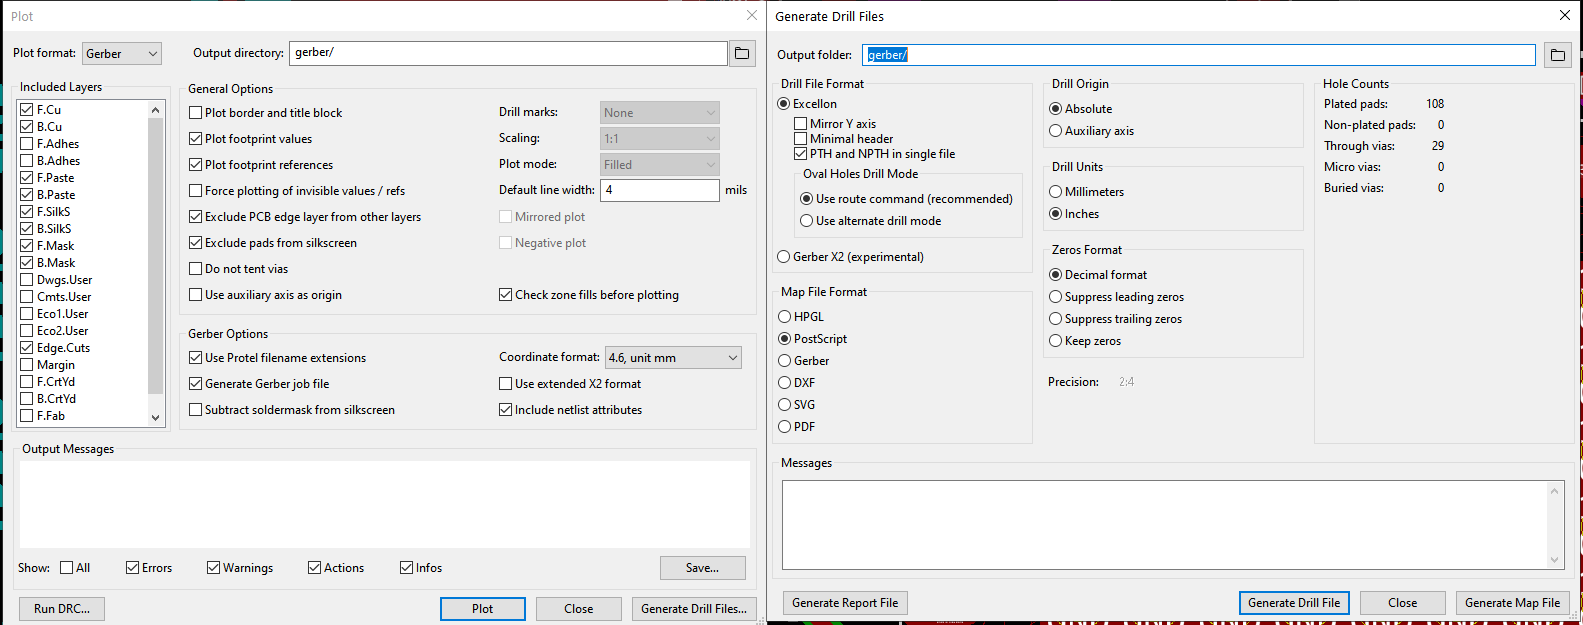 Plot
Plot format: Gerber
Output directory: gerber/
Included Layers
F.Cu
B.Cu
F.Adhes
B.Adhes
F.Paste
B.Paste
F.SilkS
B.SilkS
F.Mask
B.Mask
Dwgs.User
Cmts.User
Eco1.User
Eco2.User
Edge.Cuts
Margin
F.CrtYd
B.CrtYd
F.Fab
General Options
Plot border and title block
Plot footprint values
Plot footprint references
Force plotting of invisible values / refs
Exclude PCB edge layer from other layers
Exclude pads from silkscreen
Do not tent vias
Use auxiliary axis as origin
Drill marks: None
Scaling: 1:1
Plot mode: Filled
Default line width: 4 mils
Mirrored plot
Negative plot
Check zone fills before plotting
Gerber Options
Use Protel filename extensions
Generate Gerber job file
Subtract soldermask from silkscreen
Coordinate format: 4.6, unit mm
Use extended X2 format
Include netlist attributes
Output Messages
Show: All Errors Warnings Actions Infos Save...
Run DRC... Plot Close Generate Drill Files...
Generate Drill Files
Output folder: gerber/
Drill File Format
Excellon
Mirror Y axis
Minimal header
PTH and NPTH in single file
Oval Holes Drill Mode
Use route command (recommended)
Use alternate drill mode
Gerber X2 (experimental)
Map File Format
HPGL
PostScript
Gerber
DXF
SVG
PDF
Drill Origin
Absolute
Auxiliary axis
Drill Units
Millimeters
Inches
Zeros Format
Decimal format
Suppress leading zeros
Suppress trailing zeros
Keep zeros
Precision: 2:4
Hole Counts
Plated pads: 108
Non-plated pads: 0
Through vias: 29
Micro vias: 0
Buried vias: 0
Messages
Generate Report File Generate Drill File Close Generate Map File